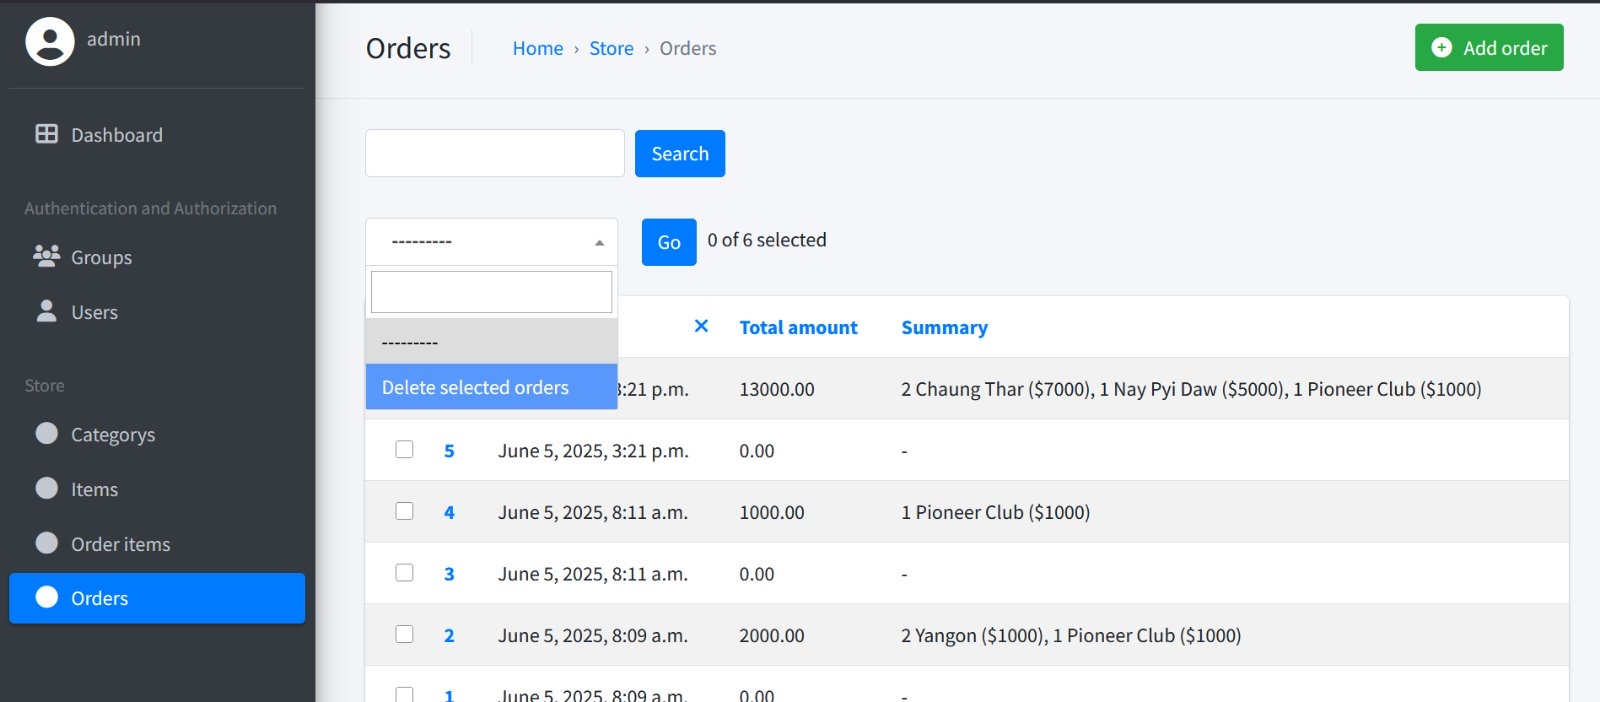 admin
Dashboard
Authentication and Authorization
Groups
Users
Store
Categorys
Items
Order items
Orders
Orders
Home › Store › Orders
Add order
Search
---------
Go
0 of 6 selected
---------
Delete selected orders
Total amount
Summary
3:21 p.m. 13000.00 2 Chaung Thar ($7000), 1 Nay Pyi Daw ($5000), 1 Pioneer Club ($1000)
5 June 5, 2025, 3:21 p.m. 0.00 -
4 June 5, 2025, 8:11 a.m. 1000.00 1 Pioneer Club ($1000)
3 June 5, 2025, 8:11 a.m. 0.00 -
2 June 5, 2025, 8:09 a.m. 2000.00 2 Yangon ($1000), 1 Pioneer Club ($1000)
1 June 5, 2025, 8:09 a.m. 0.00 -